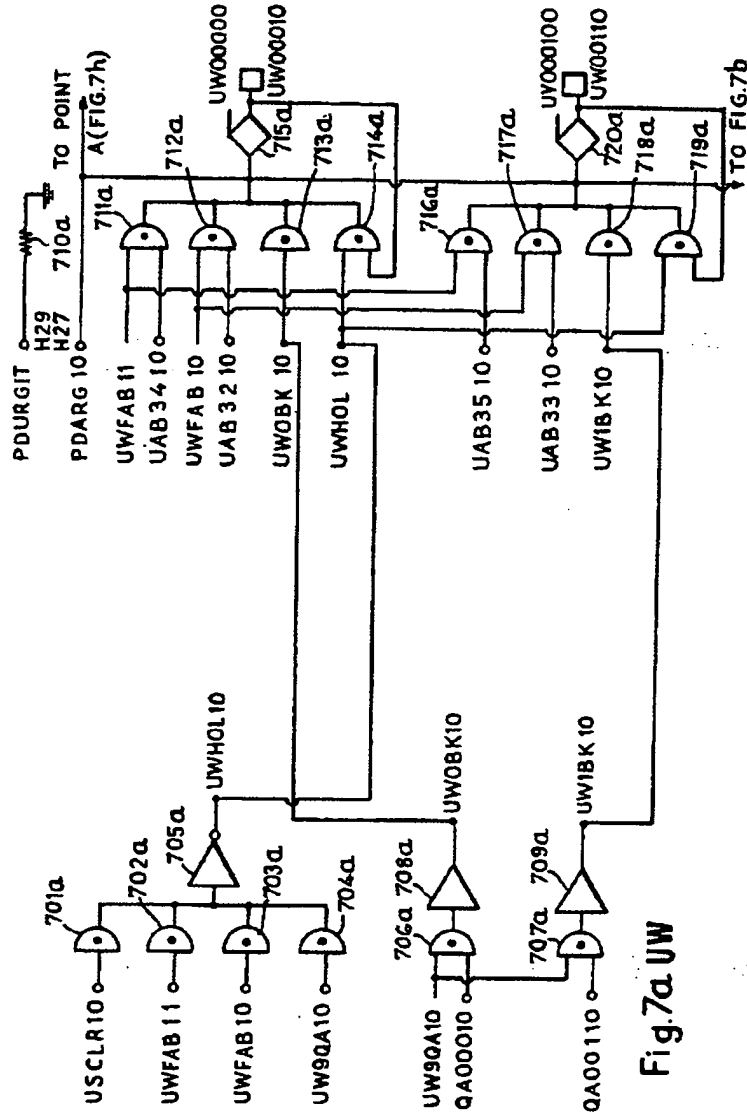 USCLR10
UWFAB11
UWFAB10
UW9QA10
701a
702a
703a
704a
705a
UWHOL10
UW9QA10
QA00010
QA00110
706a
707a
708a
709a
UW0BK10
UW1BK10
PDURGIT
H29
H27
PDARG10
710a
TO POINT
A(FIG.7h)
UWFAB11
UAB3410
UWFAB10
UAB3210
UW0BK10
UWHOL10
711a
712a
713a
714a
715a
UW00000
UW00010
UAB3510
UAB3310
UW1BK10
716a
717a
718a
719a
720a
UV000100
UW00110
TO FIG.7b
Fig.7a UW